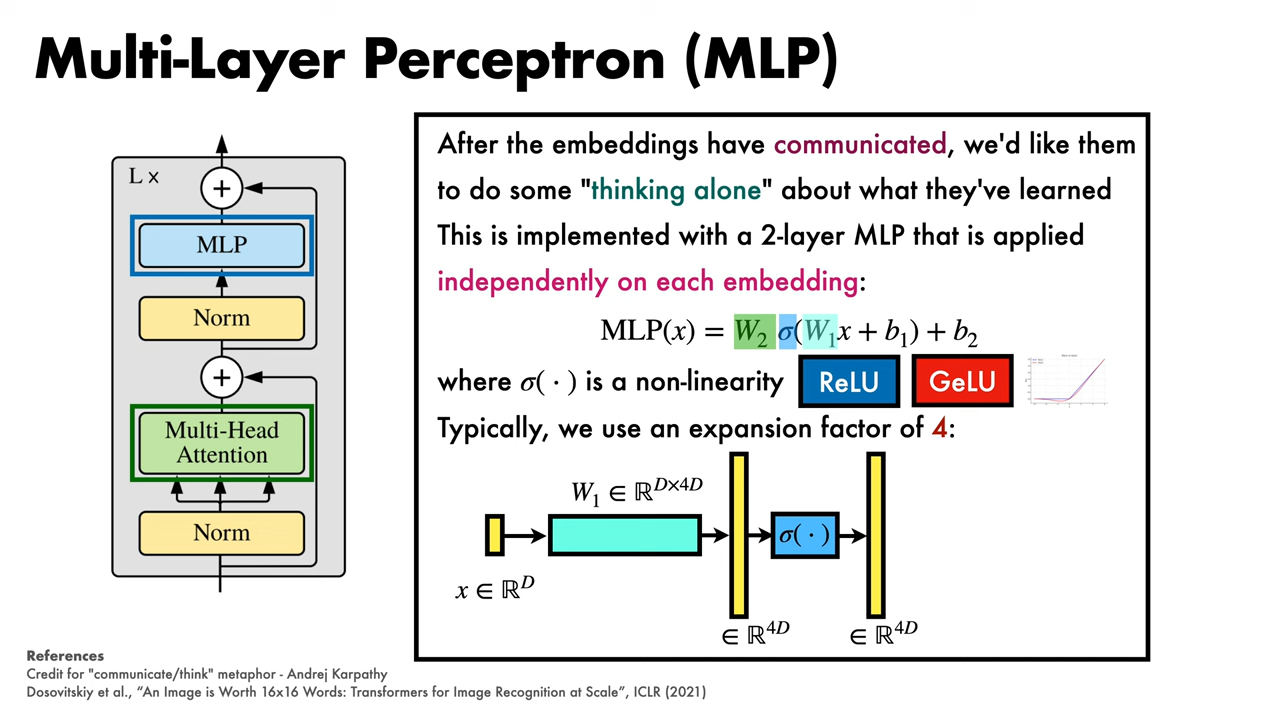 Multi-Layer Perceptron (MLP)
L ×
+
MLP
Norm
+
Multi-Head
Attention
Norm
After the embeddings have communicated, we'd like them
to do some "thinking alone" about what they've learned
This is implemented with a 2-layer MLP that is applied
independently on each embedding:
MLP(x) = W₂ σ(W₁x + b₁) + b₂
where σ( · ) is a non-linearity ReLU GeLU
Typically, we use an expansion factor of 4:
W₁ ∈ ℝ^{D×4D}
σ( · )
x ∈ ℝ^D
∈ ℝ^{4D} ∈ ℝ^{4D}
References
Credit for "communicate/think" metaphor - Andrej Karpathy
Dosovitskiy et al., “An Image is Worth 16x16 Words: Transformers for Image Recognition at Scale”, ICLR (2021)